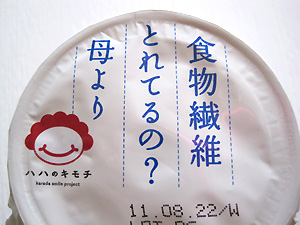 食物繊維
とれてるの?
母より
ハハのキモチ
karada smile project
11.08.22/W